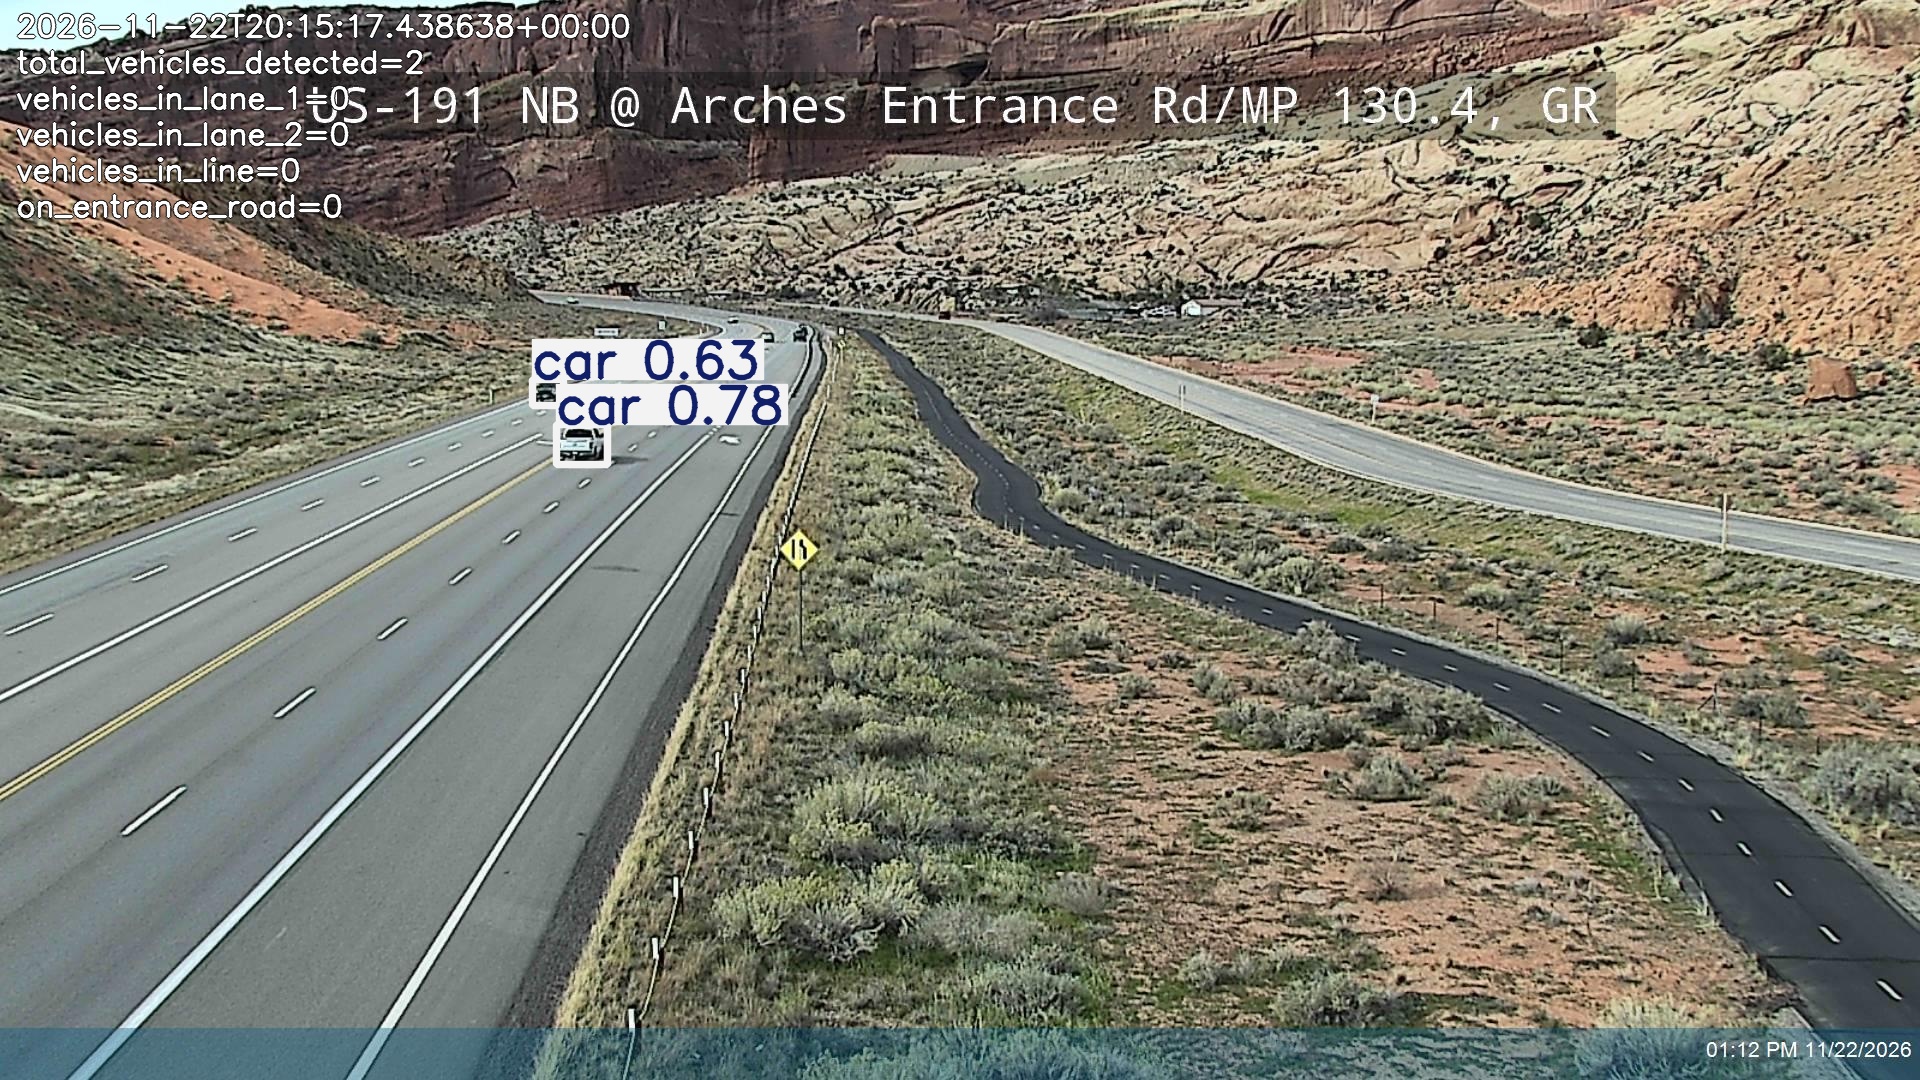 2026-11-22T20:15:17.438638+00:00
total_vehicles_detected=2
vehicles_in_lane_1=0
US-191 NB @ Arches Entrance Rd/MP 130.4, GR
vehicles_in_lane_2=0
vehicles_in_line=0
on_entrance_road=0
car 0.63
car 0.78
01:12 PM 11/22/2026